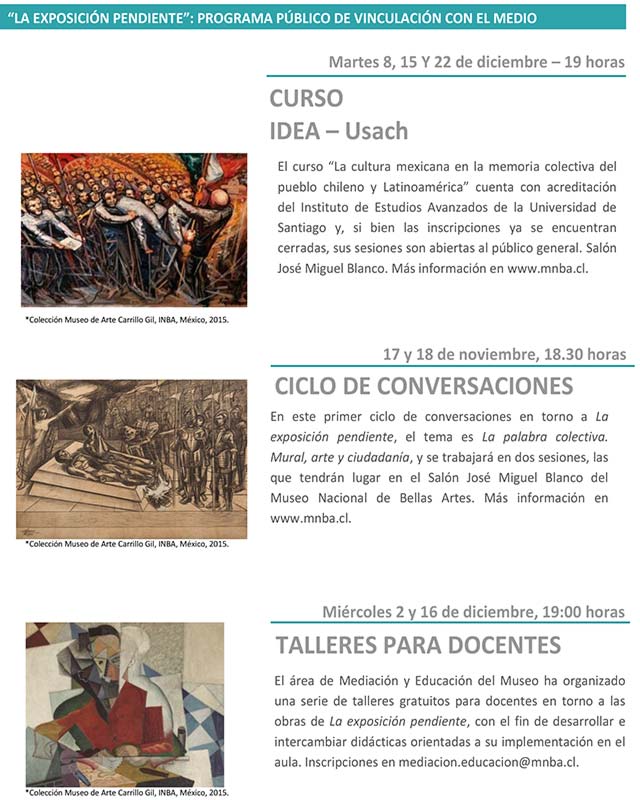 “LA EXPOSICIÓN PENDIENTE”: PROGRAMA PÚBLICO DE VINCULACIÓN CON EL MEDIO
Martes 8, 15 Y 22 de diciembre – 19 horas
CURSO
IDEA – Usach
El curso “La cultura mexicana en la memoria colectiva del
pueblo chileno y Latinoamérica” cuenta con acreditación
del Instituto de Estudios Avanzados de la Universidad de
Santiago y, si bien las inscripciones ya se encuentran
cerradas, sus sesiones son abiertas al público general. Salón
José Miguel Blanco. Más información en www.mnba.cl.
*Colección Museo de Arte Carrillo Gil, INBA, México, 2015.
17 y 18 de noviembre, 18.30 horas
CICLO DE CONVERSACIONES
En este primer ciclo de conversaciones en torno a La
exposición pendiente, el tema es La palabra colectiva.
Mural, arte y ciudadanía, y se trabajará en dos sesiones, las
que tendrán lugar en el Salón José Miguel Blanco del
Museo Nacional de Bellas Artes. Más información en
www.mnba.cl.
*Colección Museo de Arte Carrillo Gil, INBA, México, 2015.
Miércoles 2 y 16 de diciembre, 19:00 horas
TALLERES PARA DOCENTES
El área de Mediación y Educación del Museo ha organizado
una serie de talleres gratuitos para docentes en torno a las
obras de La exposición pendiente, con el fin de desarrollar e
intercambiar didácticas orientadas a su implementación en el
aula. Inscripciones en mediacion.educacion@mnba.cl.
*Colección Museo de Arte Carrillo Gil, INBA, México, 2015.